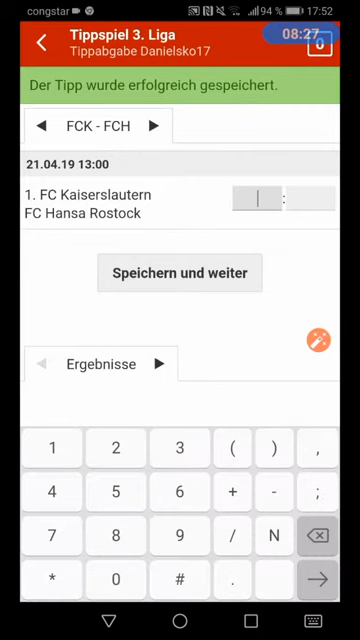 congstar 94 % 17:52
Tippspiel 3. Liga
Tippabgabe Danielsko17
08:27
0
Der Tipp wurde erfolgreich gespeichert.
FCK - FCH
21.04.19 13:00
1. FC Kaiserslautern
FC Hansa Rostock
:
Speichern und weiter
Ergebnisse
1 2 3 ( ) ,
4 5 6 + - ;
7 8 9 / N
* 0 # .